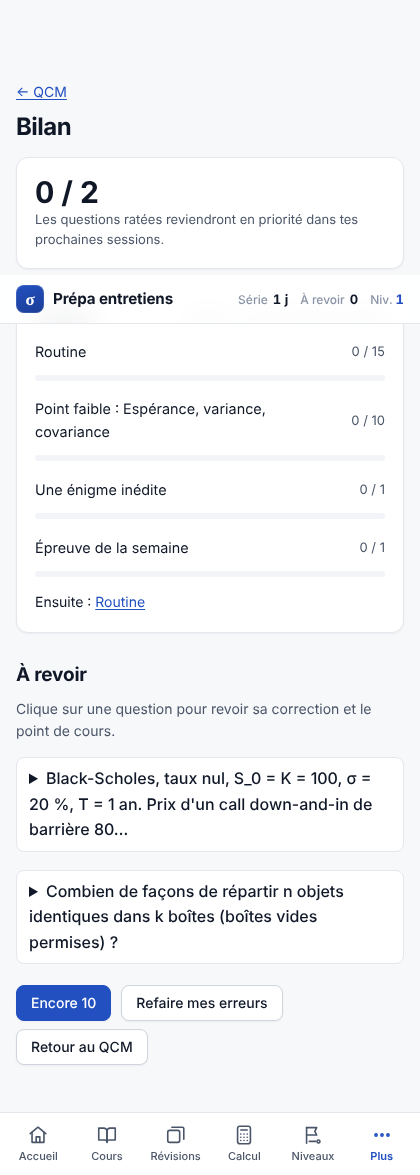 ← QCM
Bilan
0 / 2
Les questions ratées reviendront en priorité dans tes
prochaines sessions.
σ Prépa entretiens Série 1 j À revoir 0 Niv. 1
Routine 0 / 15
Point faible : Espérance, variance,
covariance 0 / 10
Une énigme inédite 0 / 1
Épreuve de la semaine 0 / 1
Ensuite : Routine
À revoir
Clique sur une question pour revoir sa correction et le
point de cours.
▶ Black-Scholes, taux nul, S_0 = K = 100, σ =
20 %, T = 1 an. Prix d'un call down-and-in de
barrière 80…
▶ Combien de façons de répartir n objets
identiques dans k boîtes (boîtes vides
permises) ?
Encore 10 Refaire mes erreurs
Retour au QCM
Accueil Cours Révisions Calcul Niveaux Plus